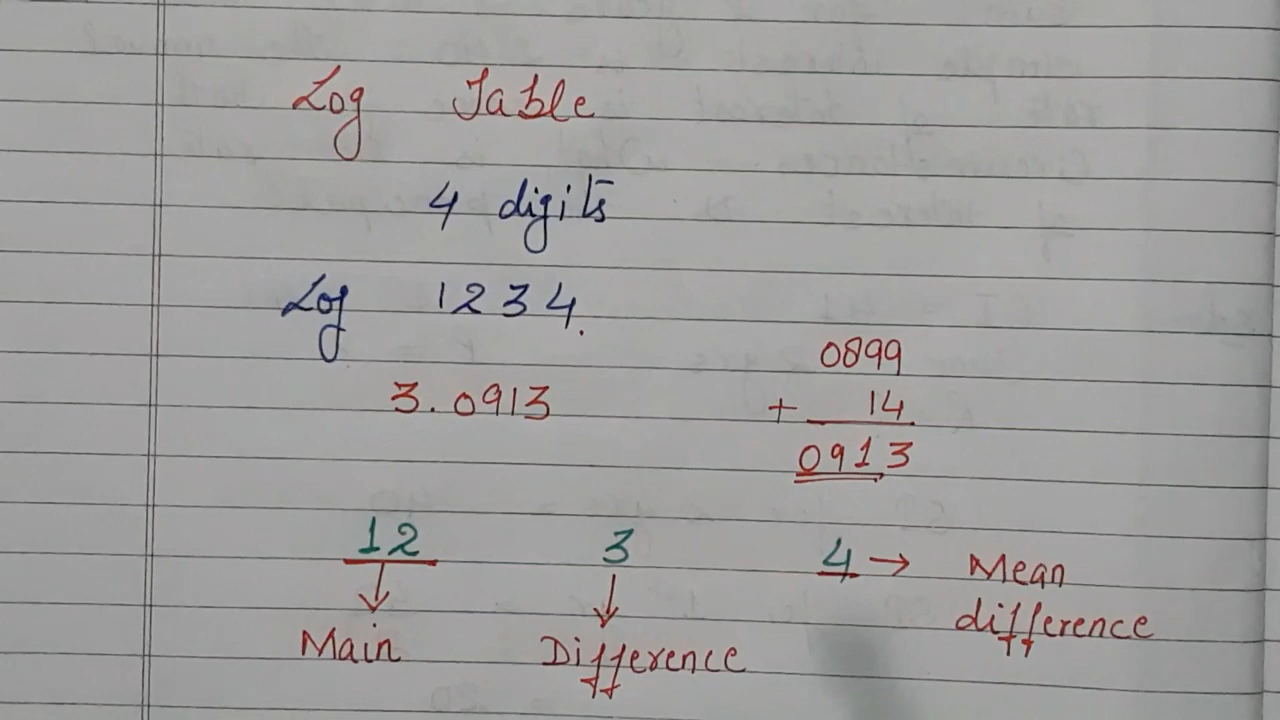 Log Table
4 digits
Log 1234.
3.0913
0899
+ 14
0913
12 3 4 → Mean difference
↓ ↓
Main Difference